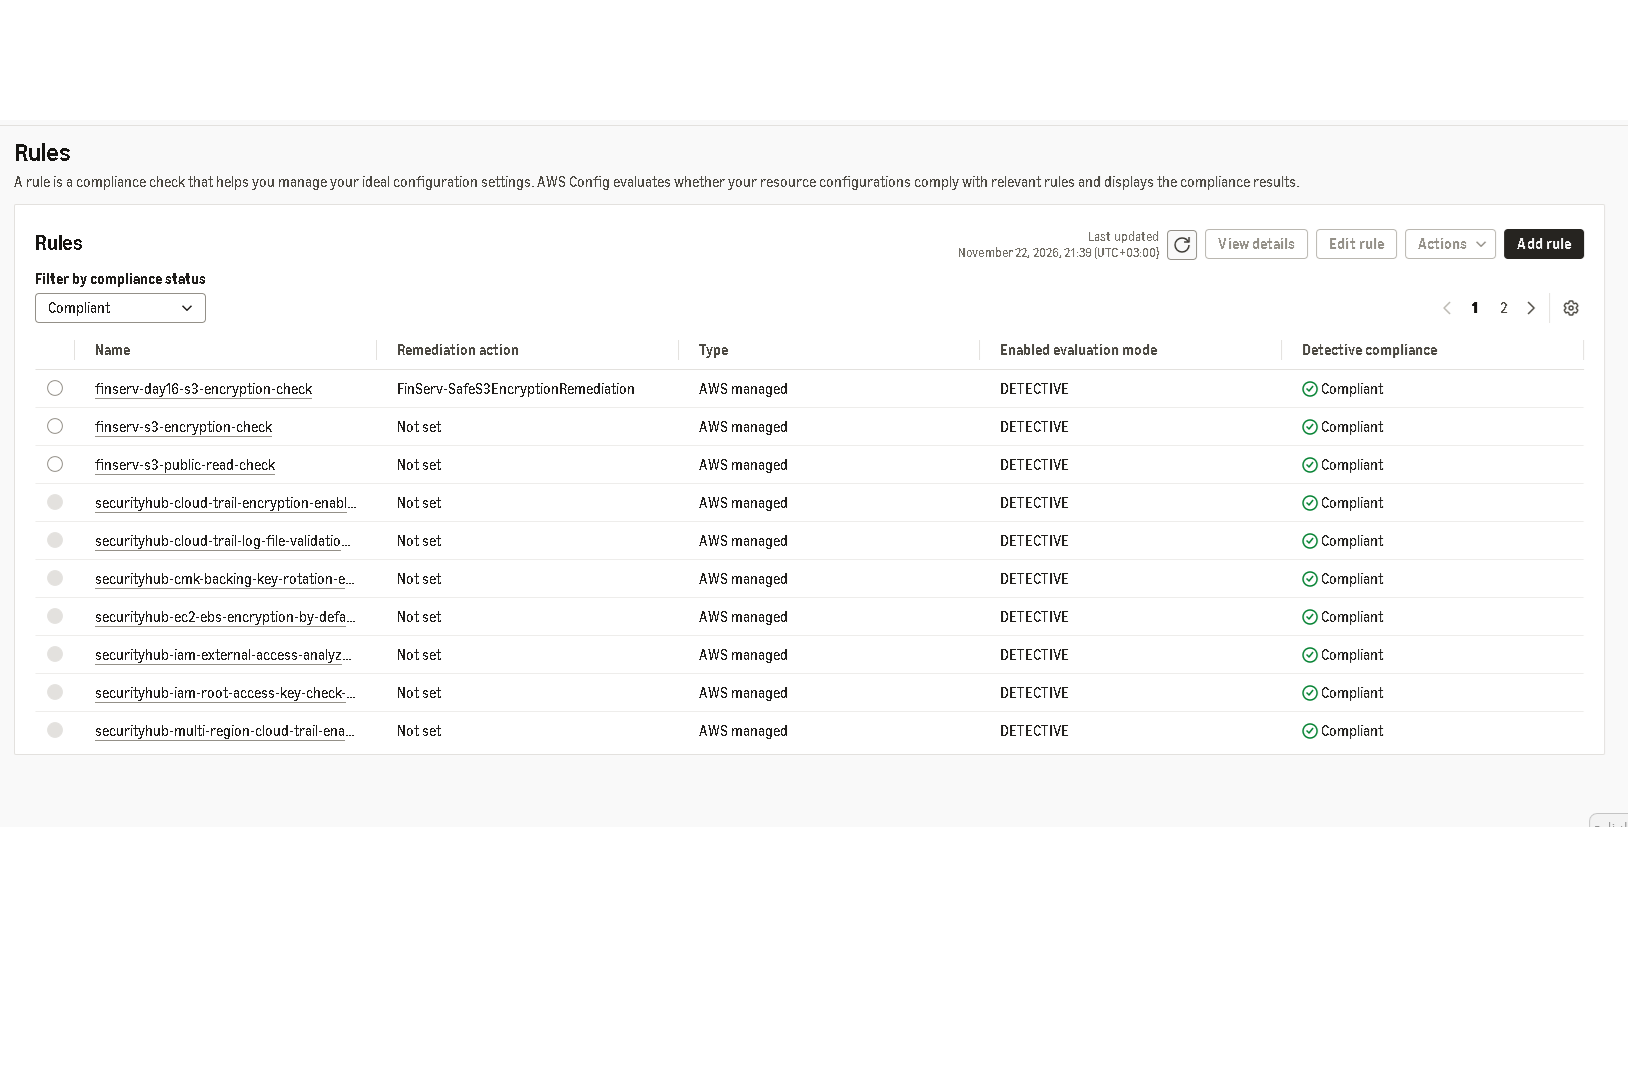 Rules
A rule is a compliance check that helps you manage your ideal configuration settings. AWS Config evaluates whether your resource configurations comply with relevant rules and displays the compliance results.
Rules
Last updated
November 22, 2026, 21:39 (UTC+03:00)
View details
Edit rule
Actions
Add rule
Filter by compliance status
Compliant
1 2
Name Remediation action Type Enabled evaluation mode Detective compliance
finserv-day16-s3-encryption-check FinServ-SafeS3EncryptionRemediation AWS managed DETECTIVE Compliant
finserv-s3-encryption-check Not set AWS managed DETECTIVE Compliant
finserv-s3-public-read-check Not set AWS managed DETECTIVE Compliant
securityhub-cloud-trail-encryption-enabl... Not set AWS managed DETECTIVE Compliant
securityhub-cloud-trail-log-file-validatio... Not set AWS managed DETECTIVE Compliant
securityhub-cmk-backing-key-rotation-e... Not set AWS managed DETECTIVE Compliant
securityhub-ec2-ebs-encryption-by-defa... Not set AWS managed DETECTIVE Compliant
securityhub-iam-external-access-analyz... Not set AWS managed DETECTIVE Compliant
securityhub-iam-root-access-key-check-... Not set AWS managed DETECTIVE Compliant
securityhub-multi-region-cloud-trail-ena... Not set AWS managed DETECTIVE Compliant